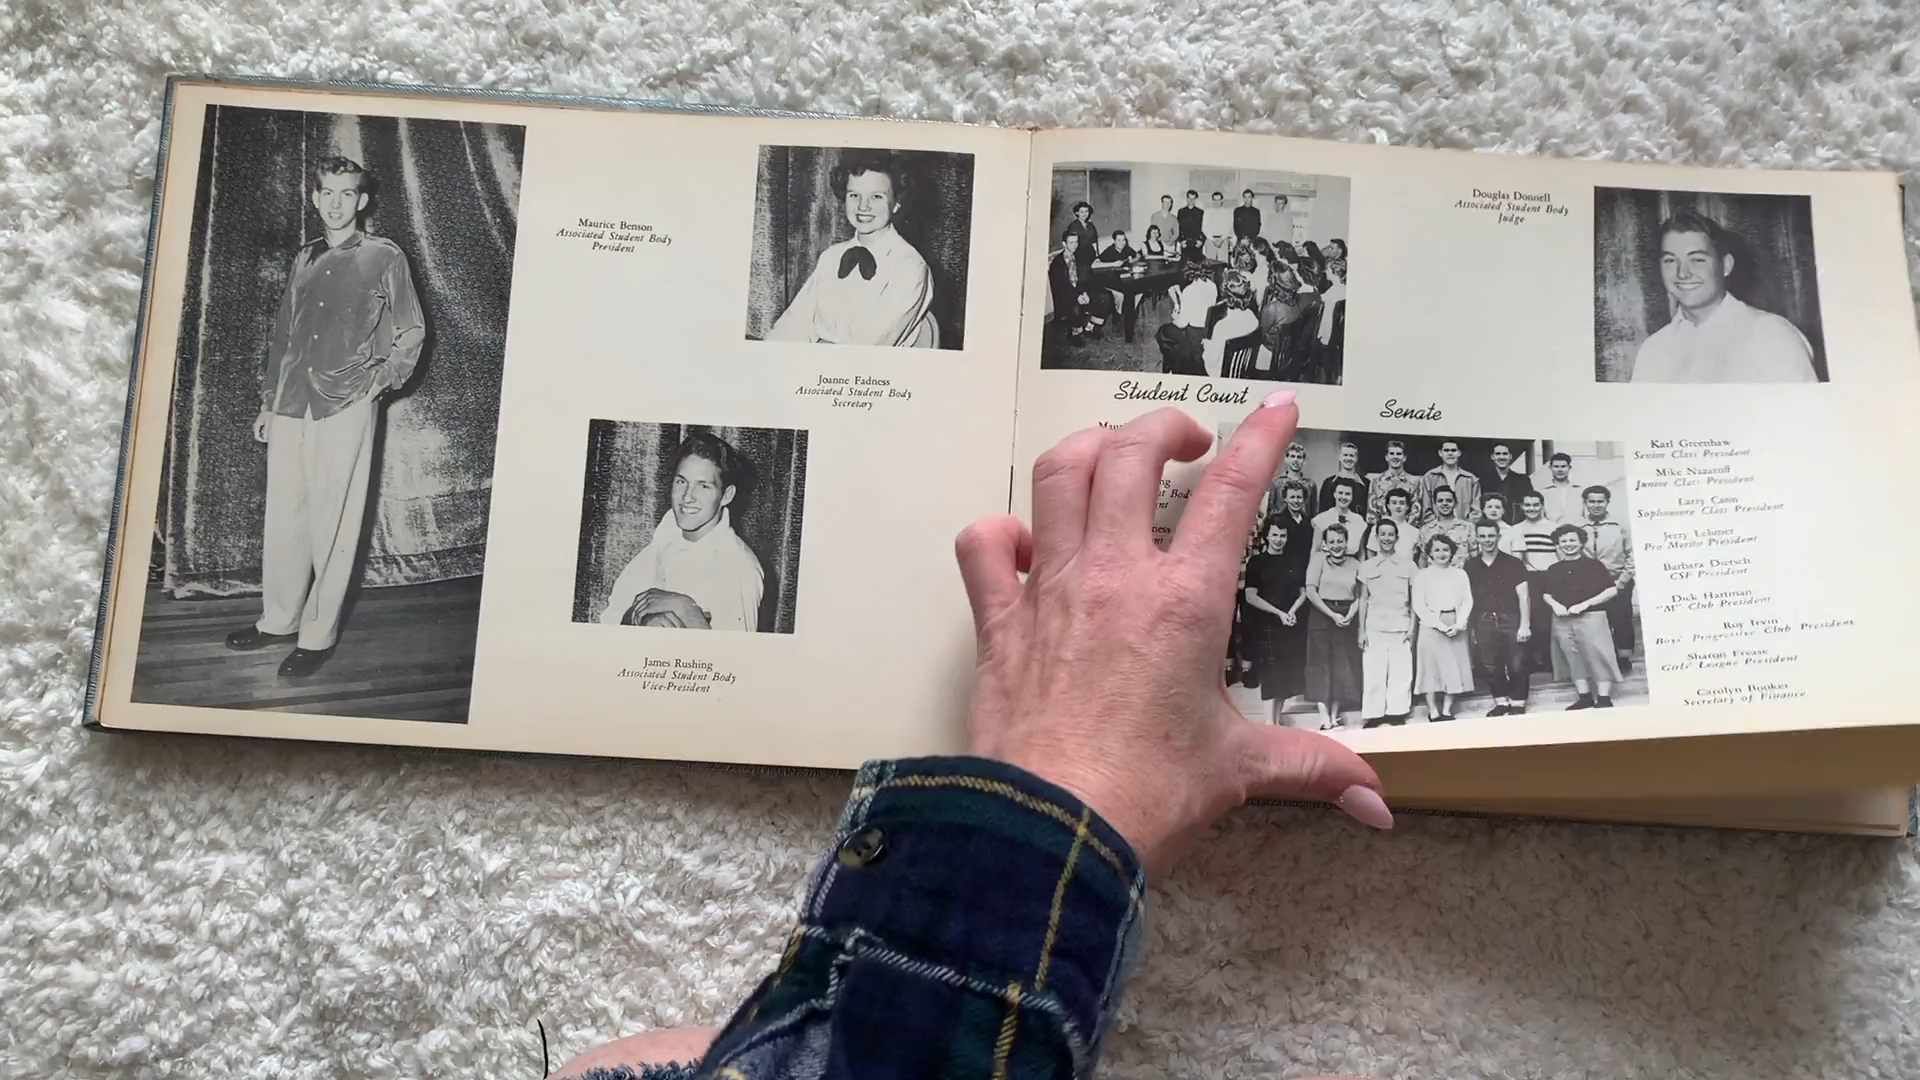 Maurice Benson
Associated Student Body
President
Joanne Fadness
Associated Student Body
Secretary
James Rushing
Associated Student Body
Vice-President
Student Court
Douglas Donnell
Associated Student Body
Judge
Senate
Karl Greenhaw
Senior Class President
Mike Nazaroff
Junior Class President
Larry Cann
Sophomore Class President
Jerry Lehmer
Pro Merito President
Barbara Dietsch
CSF President
Dick Hartman
"M" Club President
Roy Irvin
Boys' Progressive Club President
Sharon Frease
Girls' League President
Carolyn Booker
Secretary of Finance